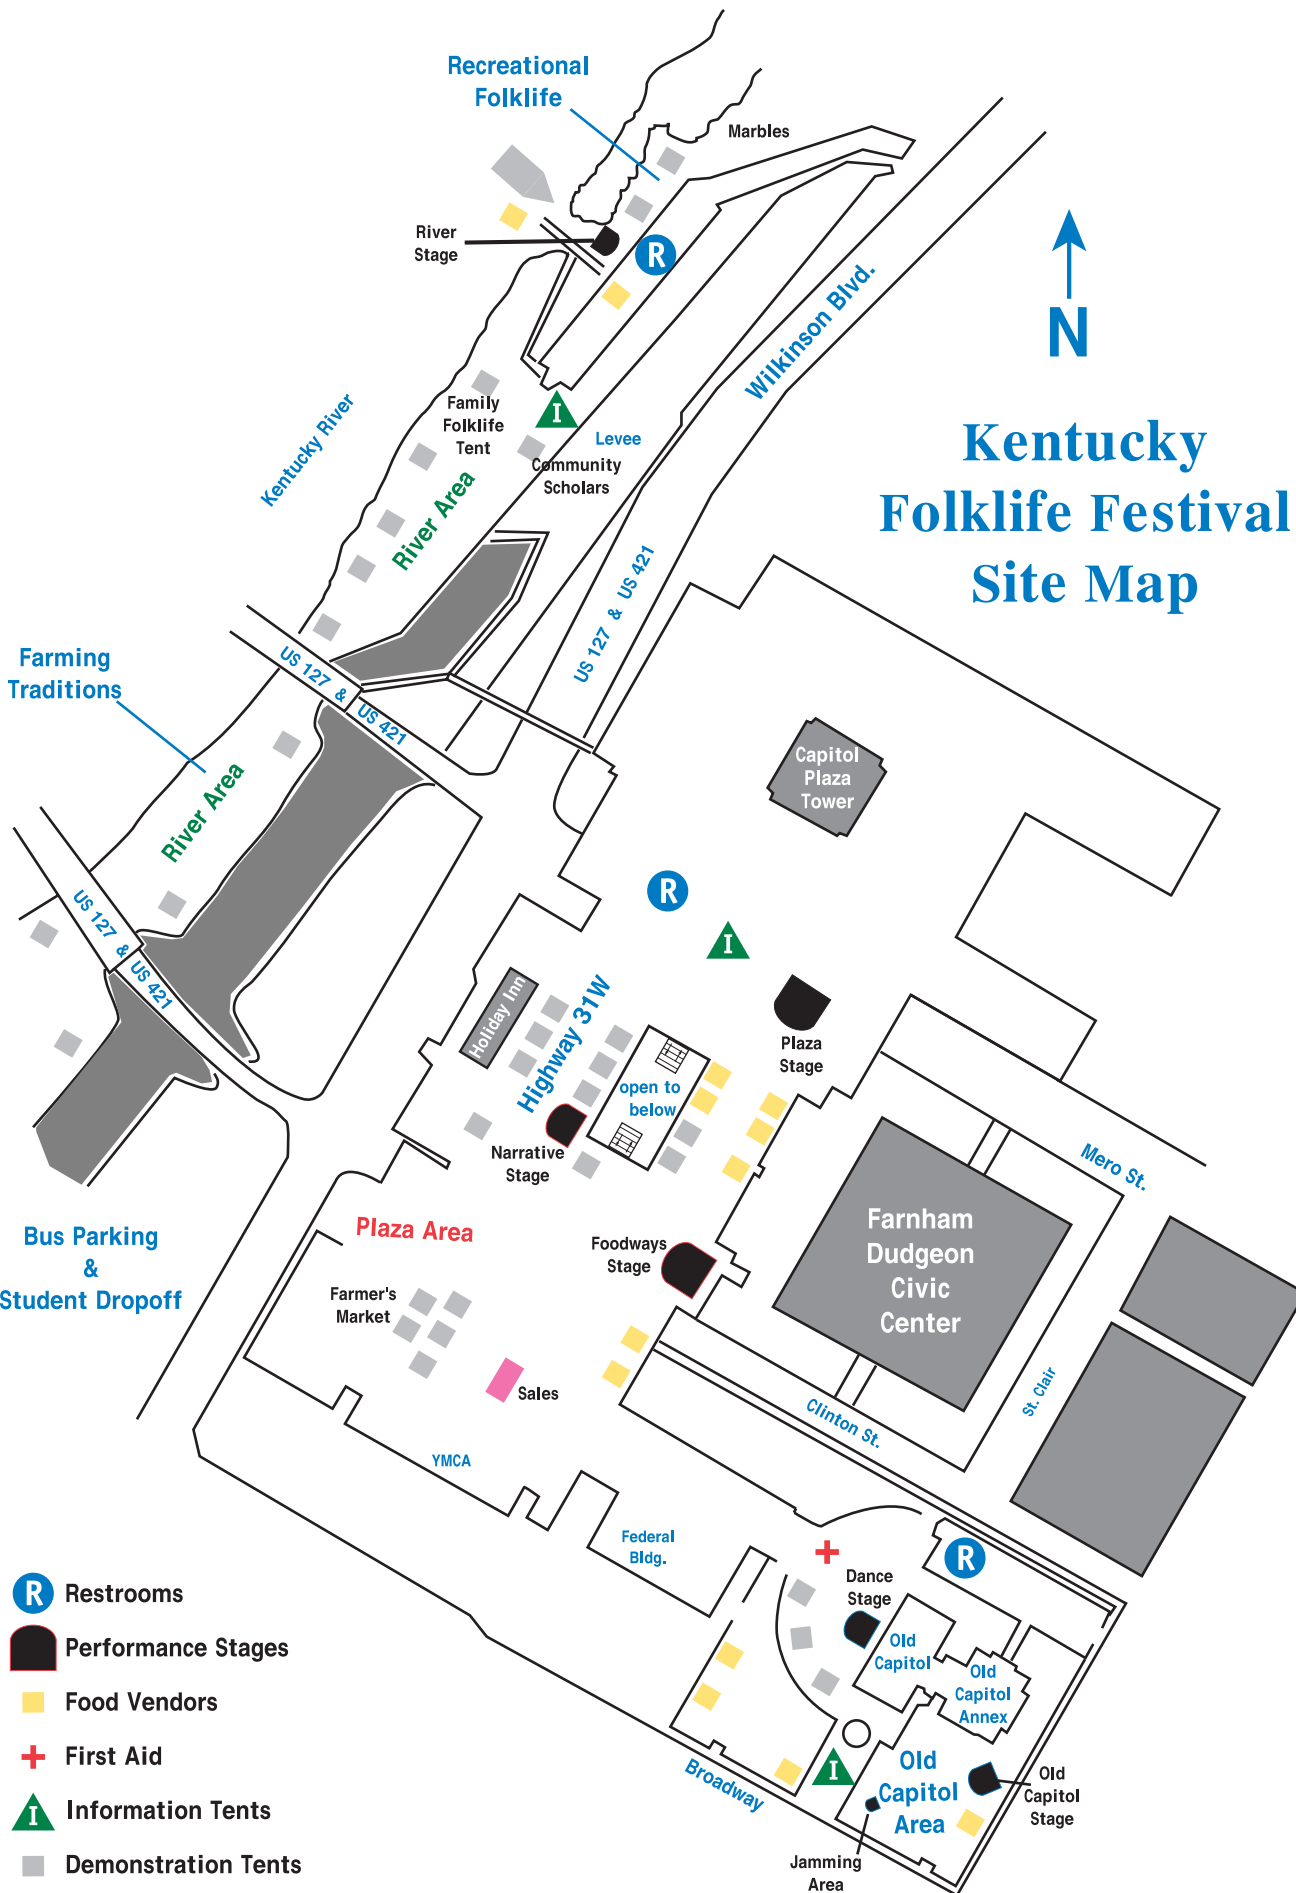 Recreational
Folklife
Marbles
River
Stage
R
N
Wilkinson Blvd.
Kentucky
Folklife Festival
Site Map
Kentucky River
Family
Folklife
Tent
I
Levee
Community
Scholars
River Area
US 127 & US 421
US 127 & US 421
Farming
Traditions
River Area
Capitol
Plaza
Tower
R
I
US 127 & US 421
Holiday Inn
Highway 31W
Plaza
Stage
open to
below
Narrative
Stage
Mero St.
Farnham
Dudgeon
Civic
Center
Bus Parking
&
Student Dropoff
Plaza Area
Foodways
Stage
Farmer's
Market
Sales
St. Clair
Clinton St.
YMCA
Federal
Bldg.
R
Dance
Stage
Old
Capitol
Old
Capitol
Annex
I
Old
Capitol
Area
Old
Capitol
Stage
Broadway
Jamming
Area
R Restrooms
Performance Stages
Food Vendors
First Aid
I Information Tents
Demonstration Tents